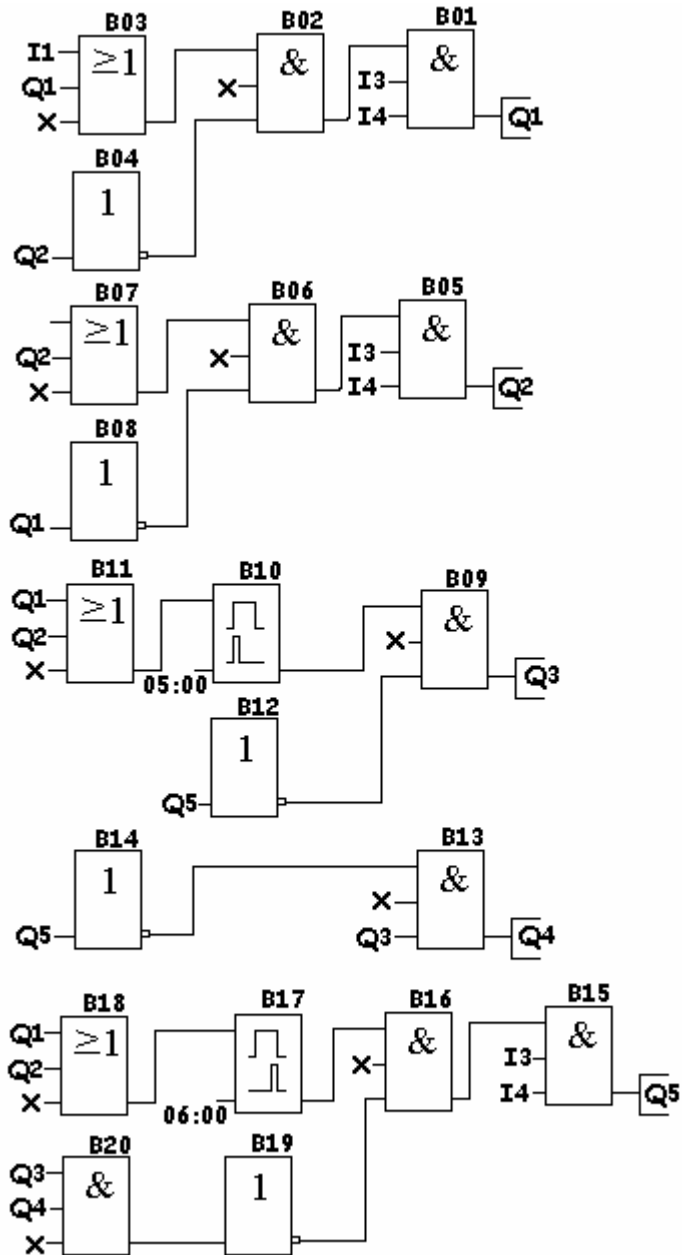 B03 B02 B01
I1 ≥1 & &
Q1 × I3
× I4 Q1
B04
1
Q2
B07 B06 B05
≥1 & &
Q2 × I3
× I4 Q2
B08
1
Q1
B11 B10 B09
Q1 ≥1 &
Q2 ×
× 05:00 Q3
B12
1
Q5
B14 B13
1 &
×
Q5 Q3 Q4
B18 B17 B16 B15
Q1 ≥1 & &
Q2 × I3
× 06:00 I4 Q5
B20 B19
Q3 & 1
Q4
×